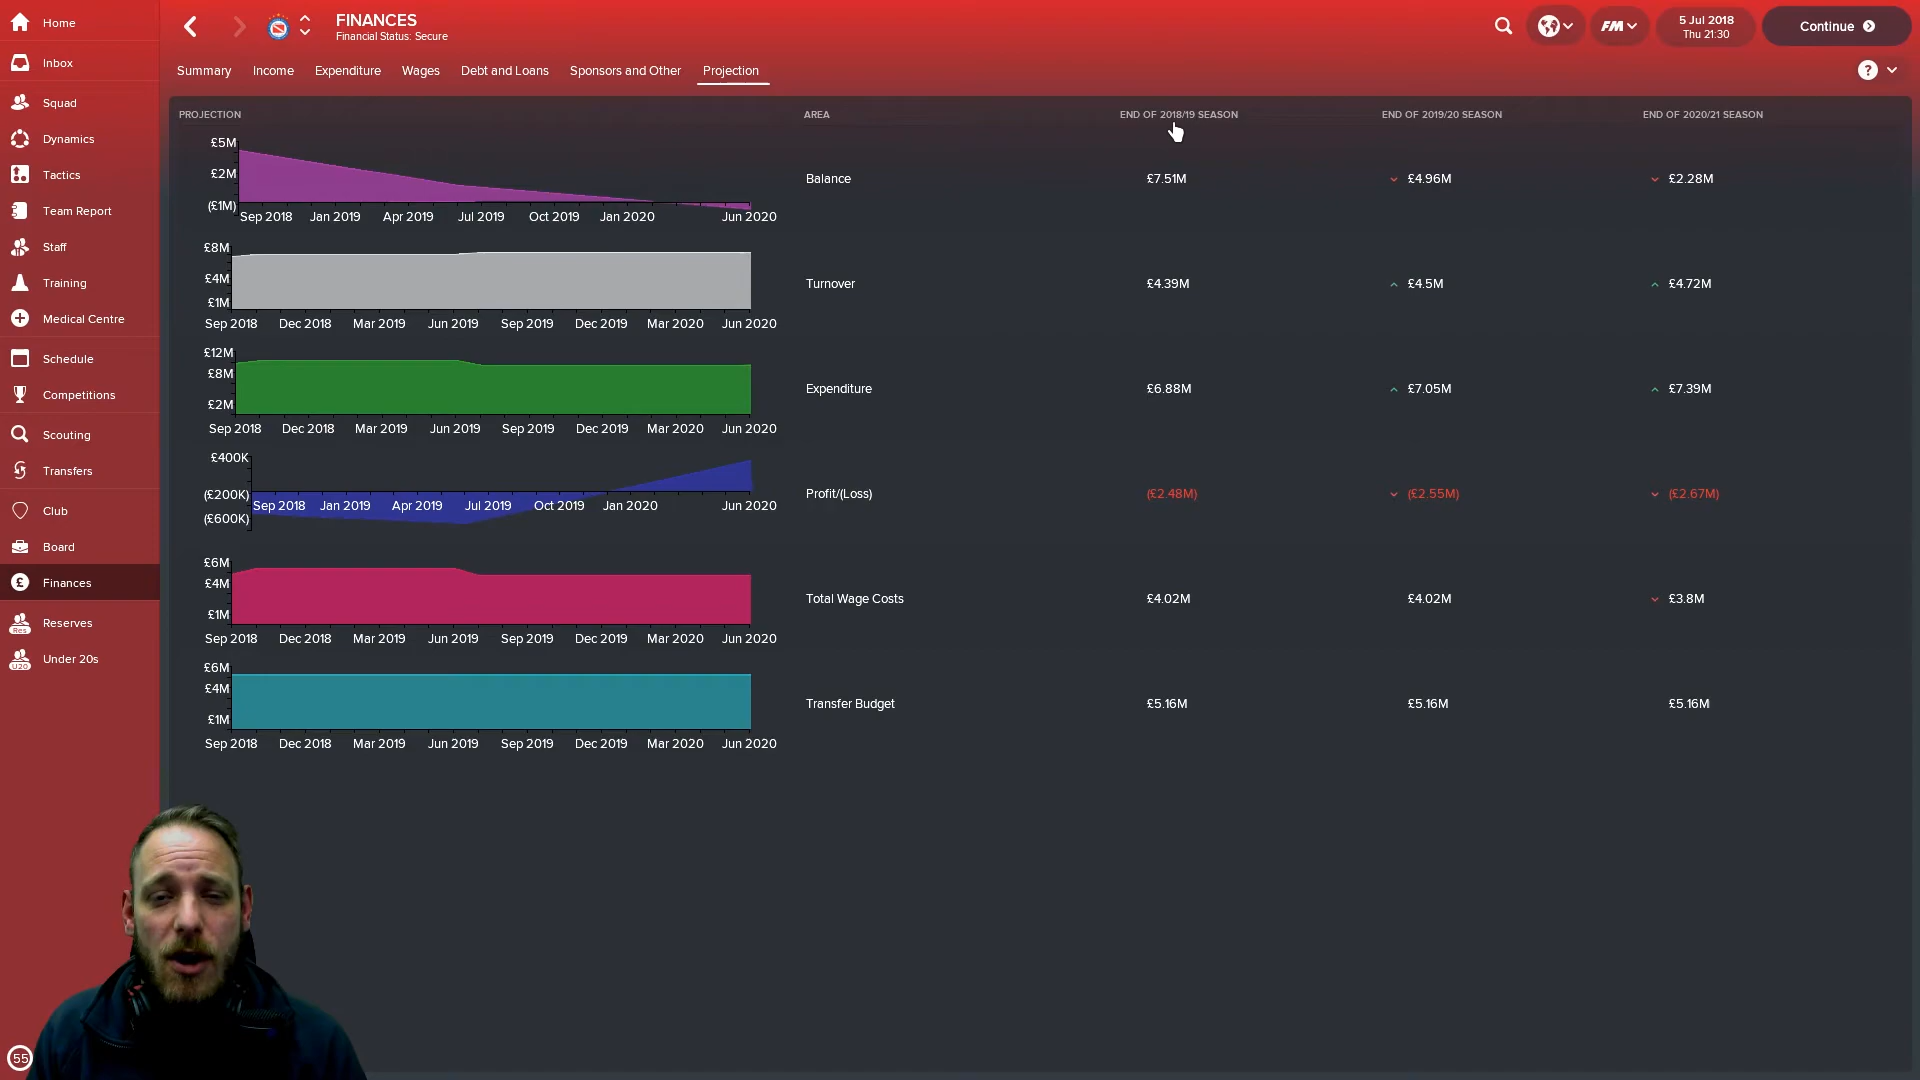 Home
Inbox
Squad
Dynamics
Tactics
Team Report
Staff
Training
Medical Centre
Schedule
Competitions
Scouting
Transfers
Club
Board
£ Finances
Res Reserves
U20 Under 20s
55
FINANCES
Financial Status: Secure
FM
5 Jul 2018
Thu 21:30
Continue
Summary Income Expenditure Wages Debt and Loans Sponsors and Other Projection
?
PROJECTION AREA END OF 2018/19 SEASON END OF 2019/20 SEASON END OF 2020/21 SEASON
£5M
£2M
(£1M)
Sep 2018 Jan 2019 Apr 2019 Jul 2019 Oct 2019 Jan 2020 Jun 2020
Balance £7.51M £4.96M £2.28M
£8M
£4M
£1M
Sep 2018 Dec 2018 Mar 2019 Jun 2019 Sep 2019 Dec 2019 Mar 2020 Jun 2020
Turnover £4.39M £4.5M £4.72M
£12M
£8M
£2M
Sep 2018 Dec 2018 Mar 2019 Jun 2019 Sep 2019 Dec 2019 Mar 2020 Jun 2020
Expenditure £6.88M £7.05M £7.39M
£400K
(£200K)
(£600K)
Sep 2018 Jan 2019 Apr 2019 Jul 2019 Oct 2019 Jan 2020 Jun 2020
Profit/(Loss) (£2.48M) (£2.55M) (£2.67M)
£6M
£4M
£1M
Sep 2018 Dec 2018 Mar 2019 Jun 2019 Sep 2019 Dec 2019 Mar 2020 Jun 2020
Total Wage Costs £4.02M £4.02M £3.8M
£6M
£4M
£1M
Sep 2018 Dec 2018 Mar 2019 Jun 2019 Sep 2019 Dec 2019 Mar 2020 Jun 2020
Transfer Budget £5.16M £5.16M £5.16M